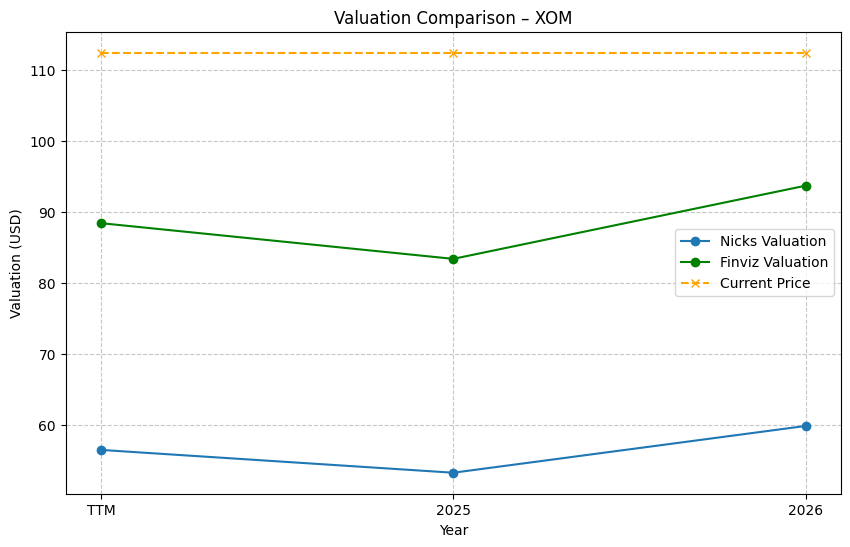 Valuation Comparison – XOM
Valuation (USD)
110
100
90
80
70
60
Nicks Valuation
Finviz Valuation
Current Price
TTM
2025
2026
Year